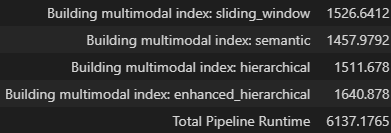 Building multimodal index: sliding_window 1526.6412
Building multimodal index: semantic 1457.9792
Building multimodal index: hierarchical 1511.678
Building multimodal index: enhanced_hierarchical 1640.878
Total Pipeline Runtime 6137.1765